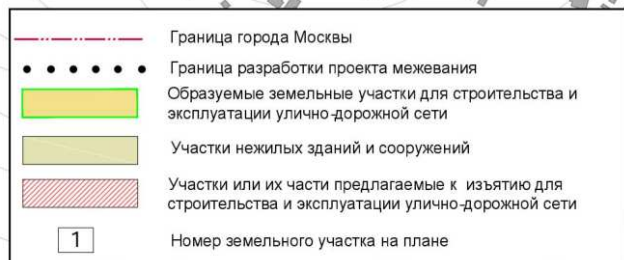 Граница города Москвы
Граница разработки проекта межевания
Образуемые земельные участки для строительства и
эксплуатации улично-дорожной сети
Участки нежилых зданий и сооружений
Участки или их части предлагаемые к изъятию для
строительства и эксплуатации улично-дорожной сети
1 Номер земельного участка на плане